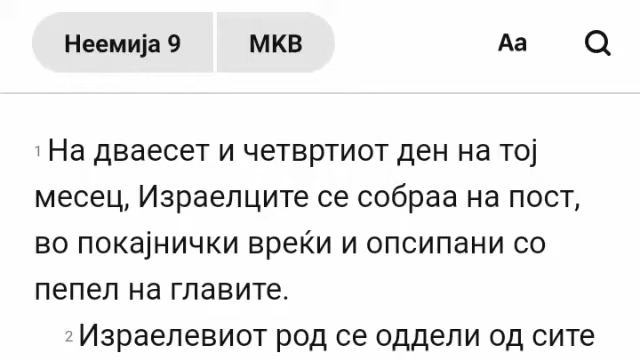 Неемија 9 MKB Aa
1 На дваесет и четвртиот ден на тој
месец, Израелците се собраа на пост,
во покајнички вреќи и опсипани со
пепел на главите.
2 Израелевиот род се оддели од сите